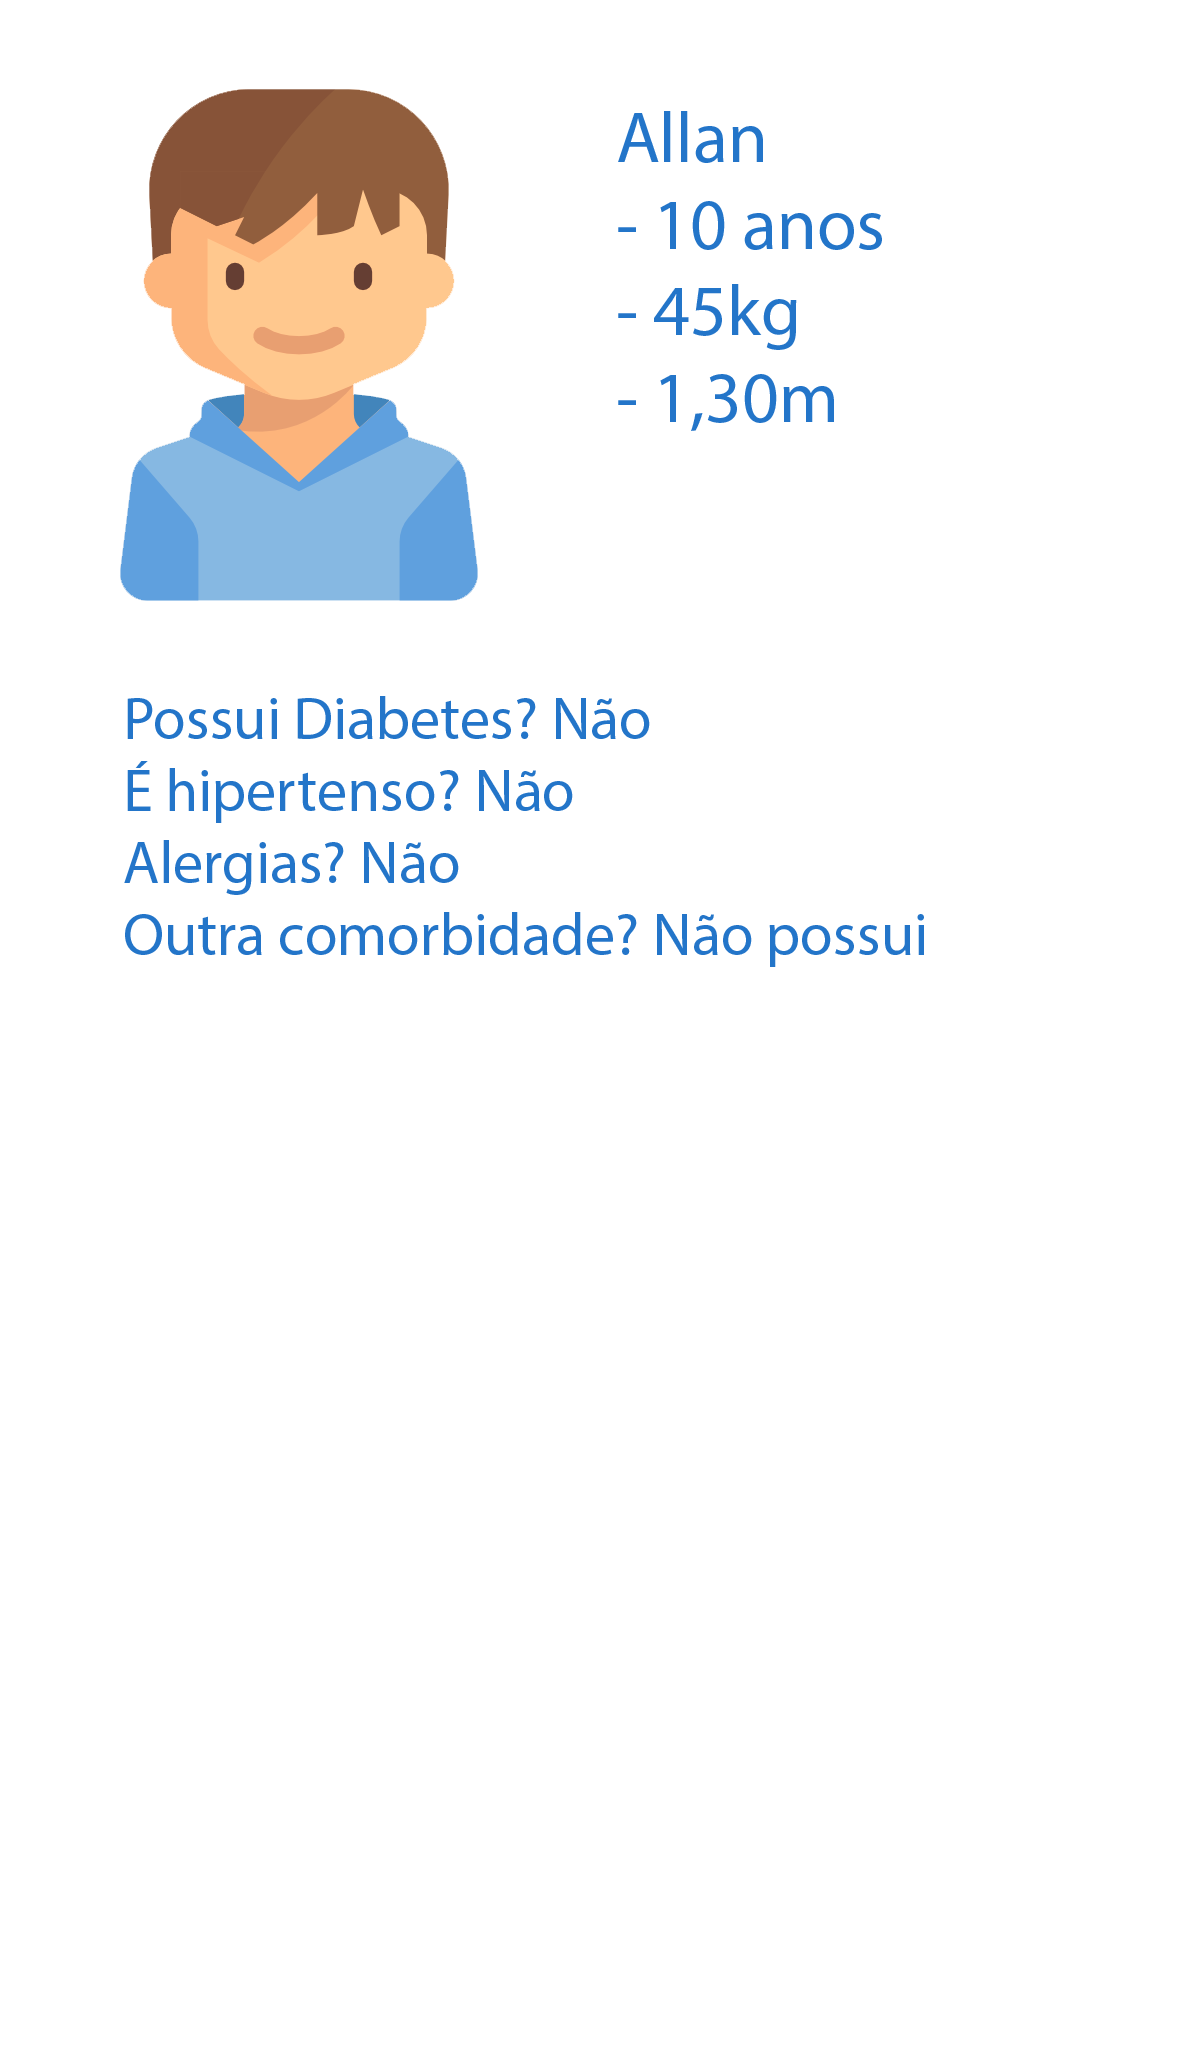 Allan
- 10 anos
- 45kg
- 1,30m
Possui Diabetes? Não
É hipertenso? Não
Alergias? Não
Outra comorbidade? Não possui